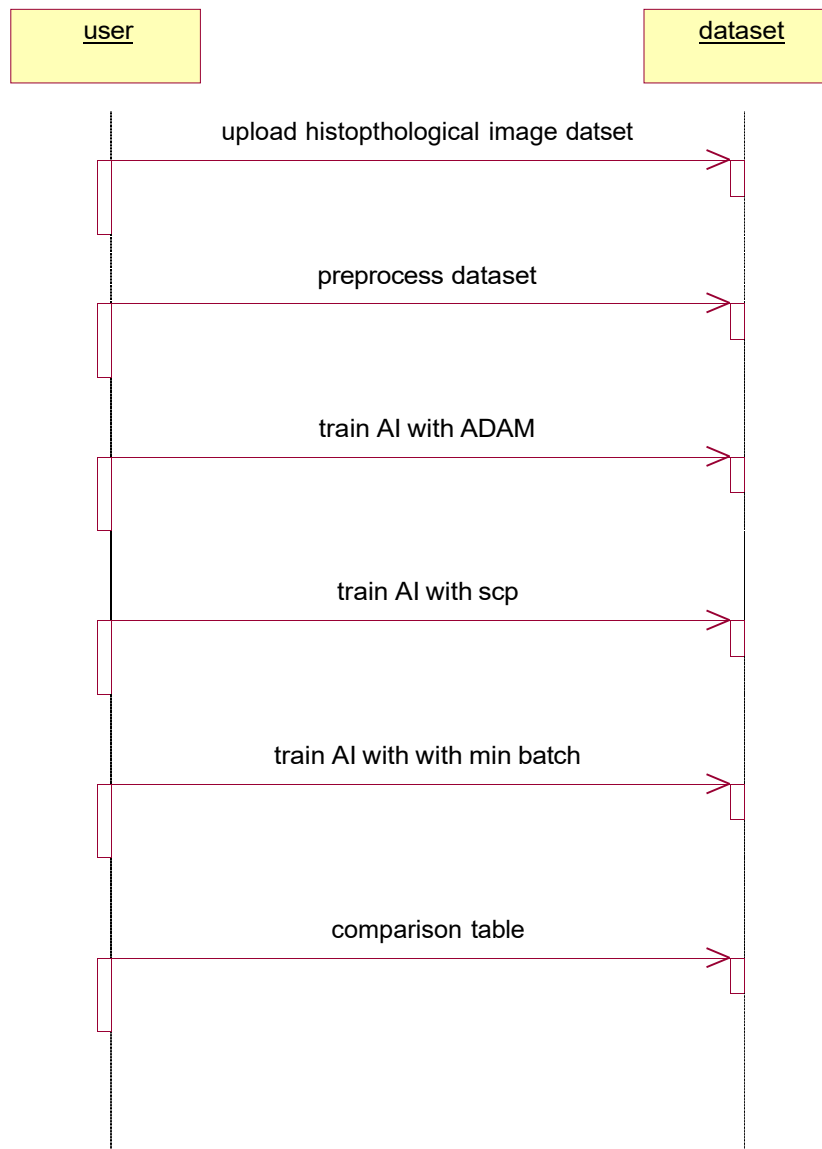 user
dataset
upload histopthological image datset
preprocess dataset
train AI with ADAM
train AI with scp
train AI with with min batch
comparison table